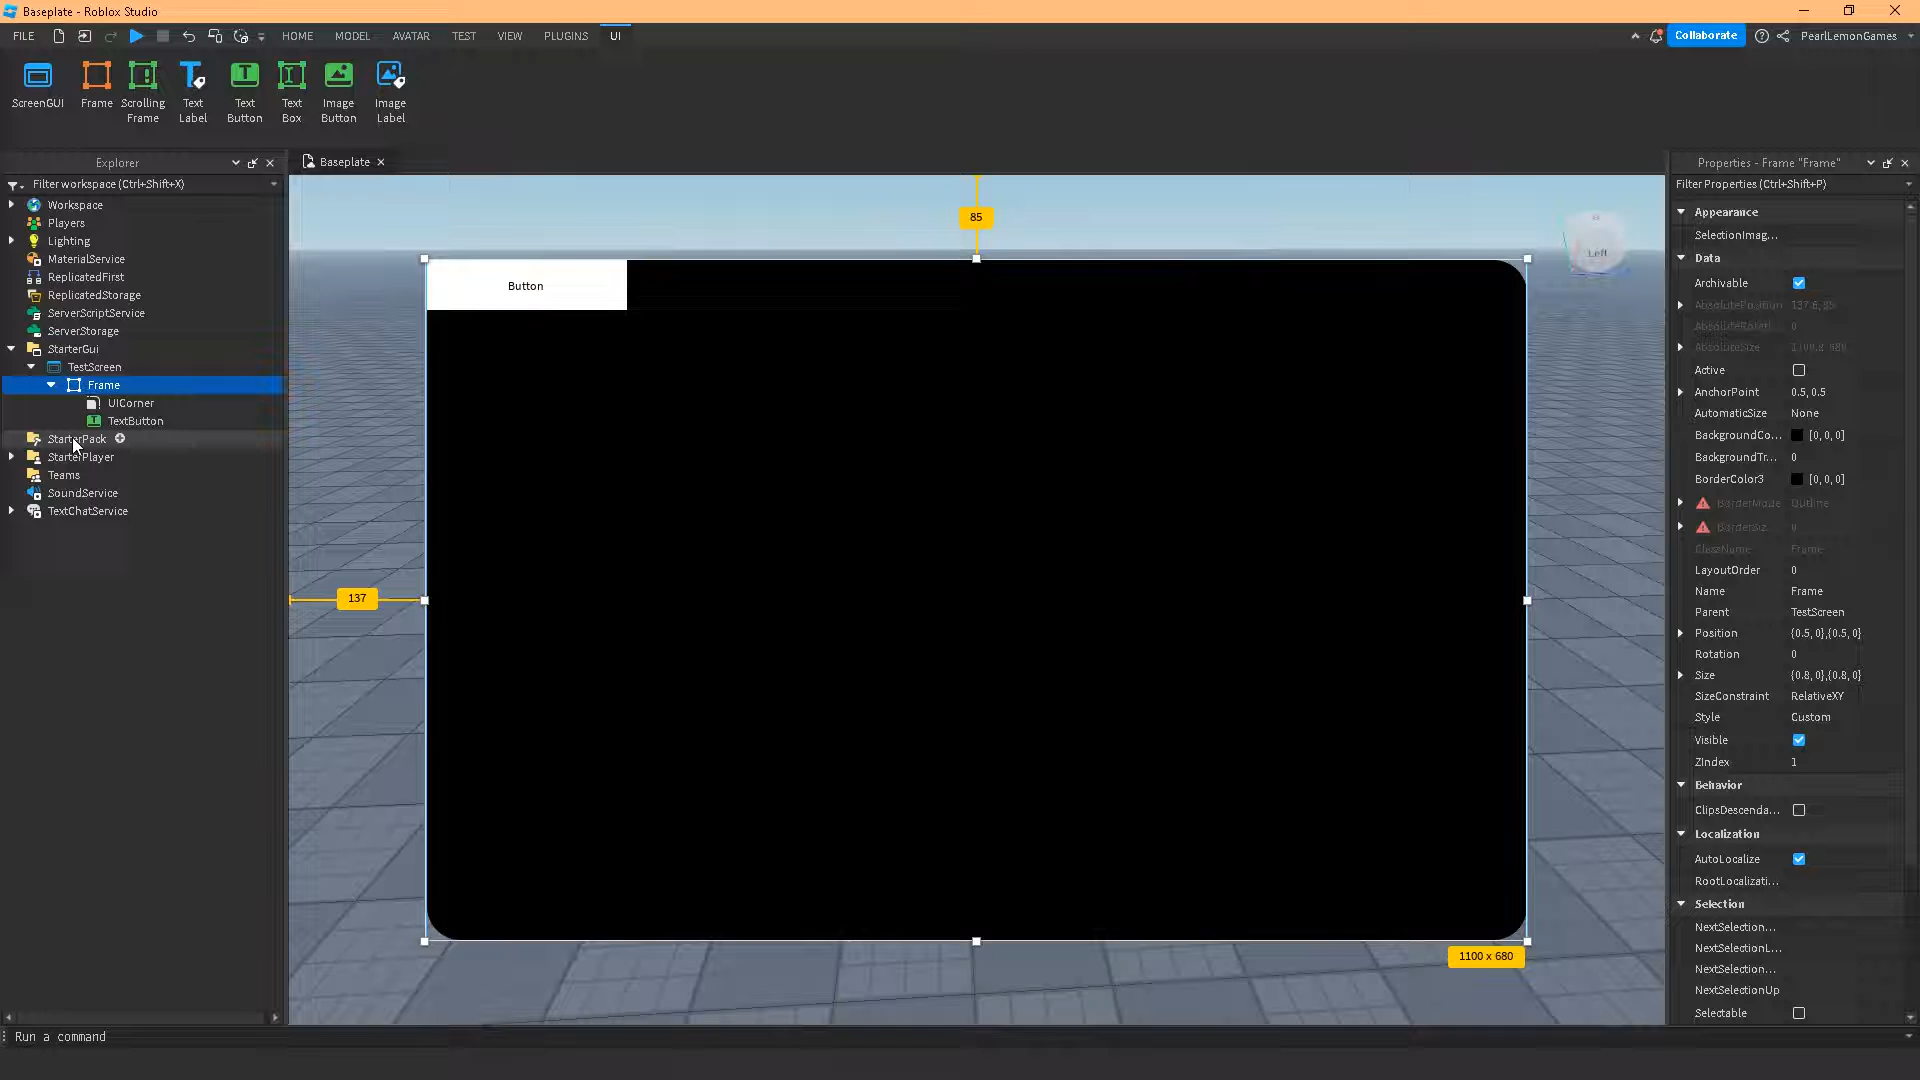 Baseplate - Roblox Studio
FILE HOME MODEL AVATAR TEST VIEW PLUGINS UI Collaborate PearlLemonGames
ScreenGUI Frame Scrolling Frame Text Label Text Button Text Box Image Button Image Label
Explorer
Filter workspace (Ctrl+Shift+X)
Workspace
Players
Lighting
MaterialService
ReplicatedFirst
ReplicatedStorage
ServerScriptService
ServerStorage
StarterGui
TestScreen
Frame
UICorner
TextButton
StarterPack
StarterPlayer
Teams
SoundService
TextChatService
Baseplate
85
Left
Button
137
1100 x 680
Properties - Frame "Frame"
Filter Properties (Ctrl+Shift+P)
Appearance
SelectionImag...
Data
Archivable
AbsolutePosition 137.6, 85
AbsoluteRotati... 0
AbsoluteSize 1100.8, 680
Active
AnchorPoint 0.5, 0.5
AutomaticSize None
BackgroundCo... [0, 0, 0]
BackgroundTr... 0
BorderColor3 [0, 0, 0]
BorderMode Outline
BorderSiz... 0
ClassName Frame
LayoutOrder 0
Name Frame
Parent TestScreen
Position {0.5, 0},{0.5, 0}
Rotation 0
Size {0.8, 0},{0.8, 0}
SizeConstraint RelativeXY
Style Custom
Visible
ZIndex 1
Behavior
ClipsDescenda...
Localization
AutoLocalize
RootLocalizati...
Selection
NextSelection...
NextSelectionL...
NextSelection...
NextSelectionUp
Selectable
Run a command